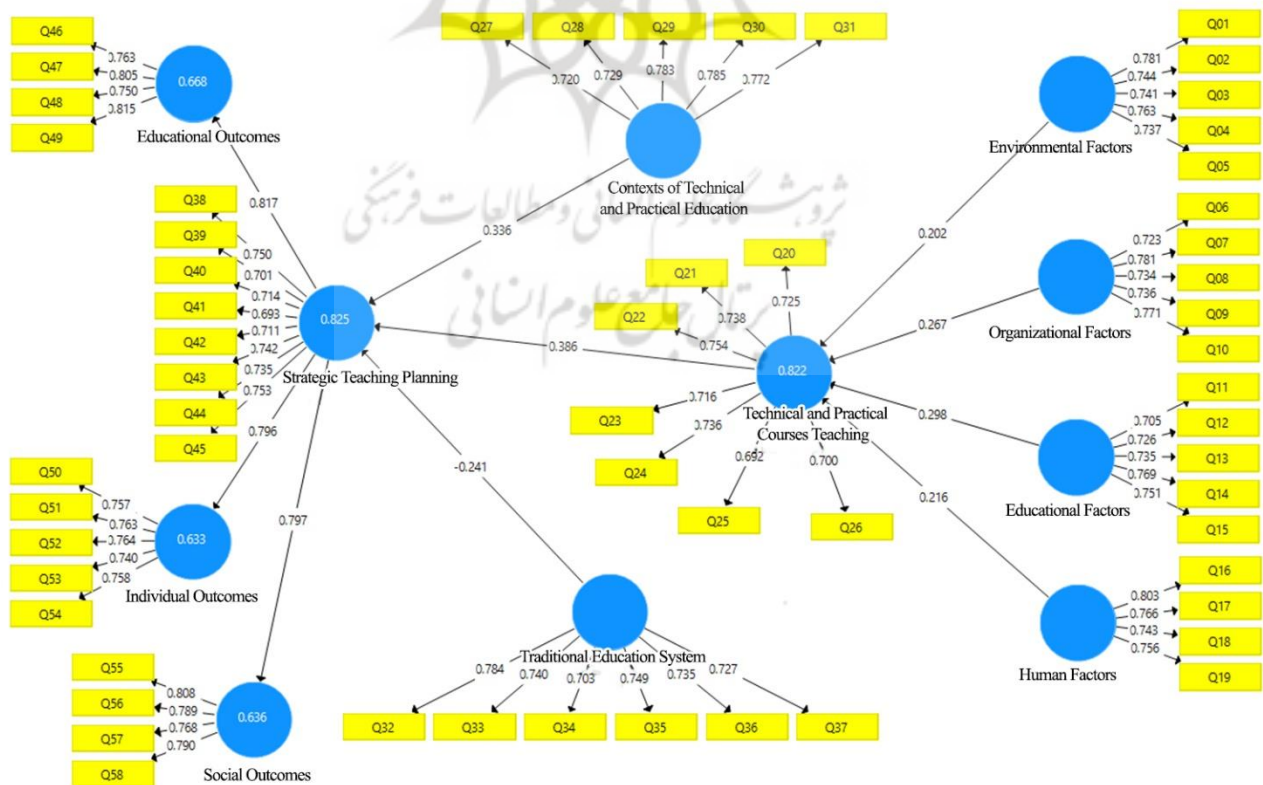 Q46
Q47
Q48
Q49
0.763
0.805
0.750
0.815
0.668
Educational Outcomes
0.817
Q27
Q28
Q29
Q30
Q31
0.720
0.729
0.783
0.785
0.772
Contexts of Technical
and Practical Education
0.336
پژوهشگاه علوم انسانی و مطالعات فرهنگی
پرتال جامع علوم انسانی
Q01
Q02
Q03
Q04
Q05
0.781
0.744
0.741
0.763
0.737
Environmental Factors
0.202
Q38
Q39
Q40
Q41
Q42
Q43
Q44
Q45
0.750
0.701
0.714
0.693
0.711
0.742
0.735
0.753
0.825
Strategic Teaching Planning
0.386
Q20
Q21
Q22
Q23
Q24
Q25
Q26
0.725
0.738
0.754
0.716
0.736
0.692
0.700
0.822
Technical and Practical
Courses Teaching
Q06
Q07
Q08
Q09
Q10
0.723
0.781
0.734
0.736
0.771
Organizational Factors
0.267
Q11
Q12
Q13
Q14
Q15
0.705
0.726
0.735
0.769
0.751
Educational Factors
0.298
Q16
Q17
Q18
Q19
0.803
0.766
0.743
0.756
Human Factors
0.216
0.796
Q50
Q51
Q52
Q53
Q54
0.757
0.763
0.764
0.740
0.758
0.633
Individual Outcomes
0.797
-0.241
Traditional Education System
0.784
0.740
0.703
0.749
0.735
0.727
Q32
Q33
Q34
Q35
Q36
Q37
Q55
Q56
Q57
Q58
0.808
0.789
0.768
0.790
0.636
Social Outcomes